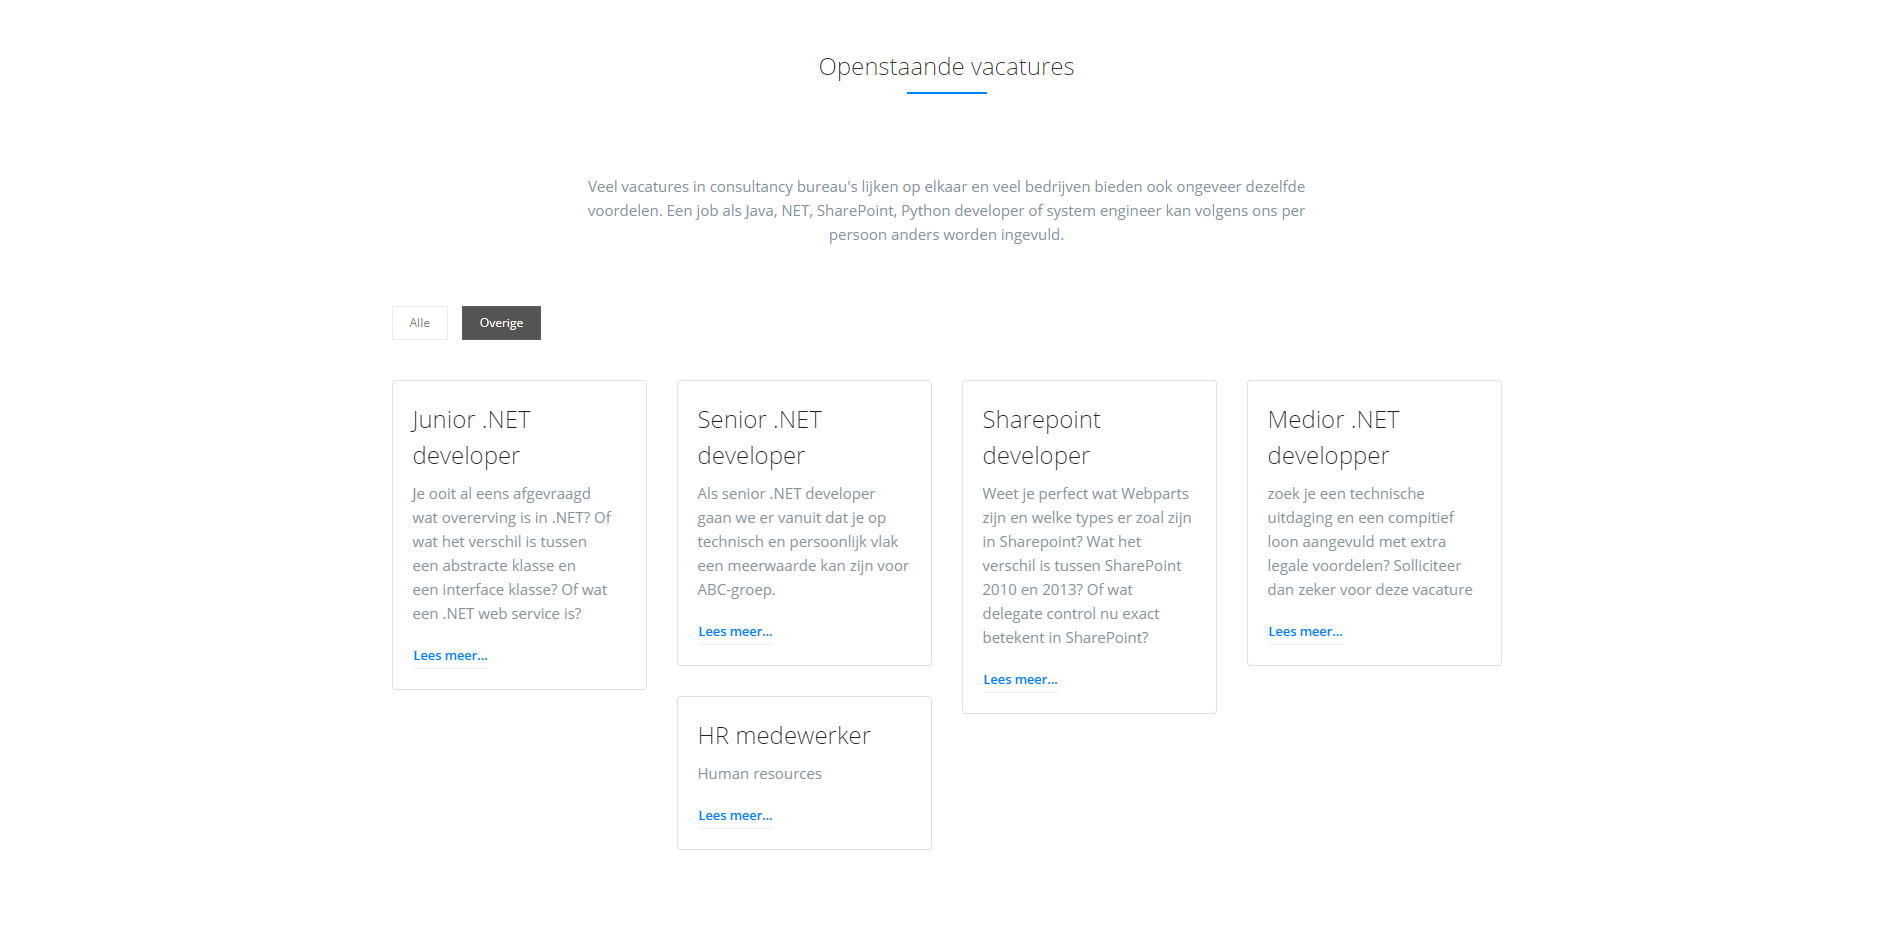 Openstaande vacatures
Veel vacatures in consultancy bureau's lijken op elkaar en veel bedrijven bieden ook ongeveer dezelfde
voordelen. Een job als Java, NET, SharePoint, Python developer of system engineer kan volgens ons per
persoon anders worden ingevuld.
Alle
Overige
Junior .NET
developer
Je ooit al eens afgevraagd
wat overerving is in .NET? Of
wat het verschil is tussen
een abstracte klasse en
een interface klasse? Of wat
een .NET web service is?
Lees meer...
Senior .NET
developer
Als senior .NET developer
gaan we er vanuit dat je op
technisch en persoonlijk vlak
een meerwaarde kan zijn voor
ABC-groep.
Lees meer...
Sharepoint
developer
Weet je perfect wat Webparts
zijn en welke types er zoal zijn
in Sharepoint? Wat het
verschil is tussen SharePoint
2010 en 2013? Of wat
delegate control nu exact
betekent in SharePoint?
Lees meer...
Medior .NET
developper
zoek je een technische
uitdaging en een compitief
loon aangevuld met extra
legale voordelen? Solliciteer
dan zeker voor deze vacature
Lees meer...
HR medewerker
Human resources
Lees meer...